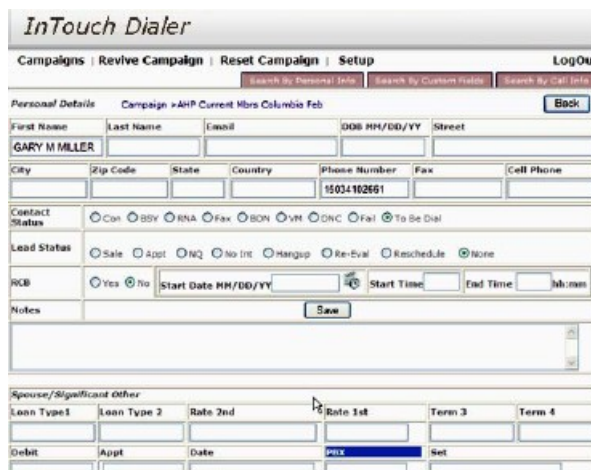 InTouch Dialer
Campaigns | Revive Campaign | Reset Campaign | Setup LogOu
Search By Personal Info Search By Custom Fields Search By Call Info
Personal Details Campaign >AHP Current Mbrs Columbia Feb Back
First Name Last Name Email DOB MM/DD/YY Street
GARY M MILLER
City Zip Code State Country Phone Number Fax Cell Phone
15034102661
Contact Status Con BSY RNA Fax BDN VM DNC Fail To Be Dial
Lead Status Sale Appt NQ No Int Hangup Re-Eval Reschedule None
RCB Yes No Start Date MM/DD/YY Start Time End Time hh:mm
Notes Save
Spouse/Significant Other
Loan Type1 Loan Type 2 Rate 2nd Rate 1st Term 3 Term 4
Debit Appt Date PBX Set